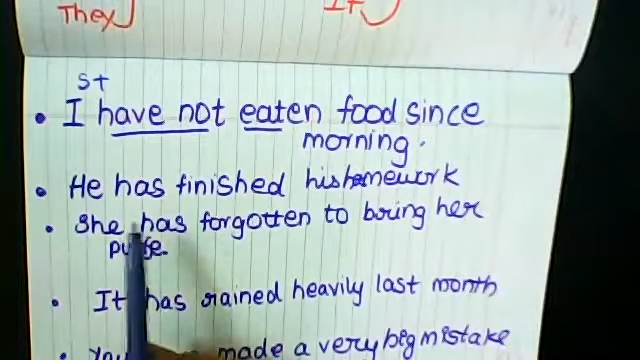 They It
St
• I have not eaten food since
morning.
• He has finished his homework
• She has forgotten to bring her
purse.
• It has rained heavily last month
• You made a very big mistake